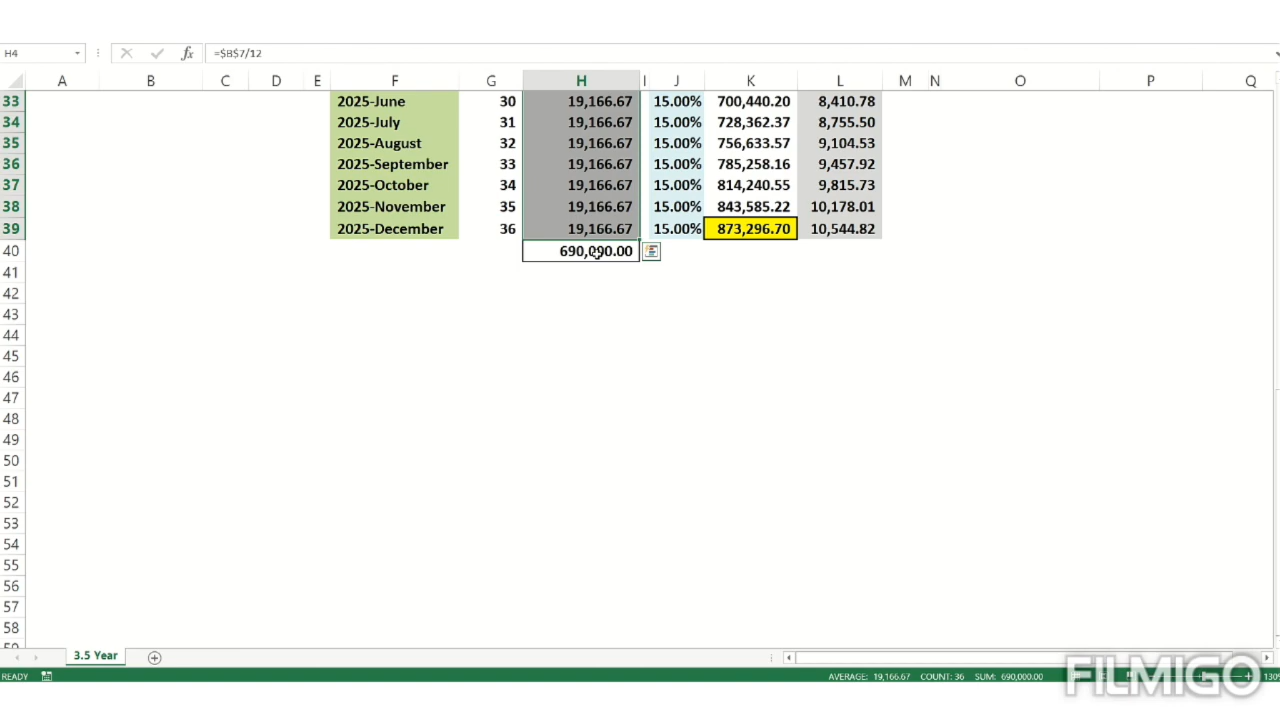 H4 fx =$B$7/12
A B C D E F G H I J K L M N O P Q
33 2025-June 30 19,166.67 15.00% 700,440.20 8,410.78
34 2025-July 31 19,166.67 15.00% 728,362.37 8,755.50
35 2025-August 32 19,166.67 15.00% 756,633.57 9,104.53
36 2025-September 33 19,166.67 15.00% 785,258.16 9,457.92
37 2025-October 34 19,166.67 15.00% 814,240.55 9,815.73
38 2025-November 35 19,166.67 15.00% 843,585.22 10,178.01
39 2025-December 36 19,166.67 15.00% 873,296.70 10,544.82
40 690,000.00
41
42
43
44
45
46
47
48
49
50
51
52
53
54
55
56
57
58
59
3.5 Year
READY AVERAGE: 19,166.67 COUNT: 36 SUM: 690,000.00
FILMIGO